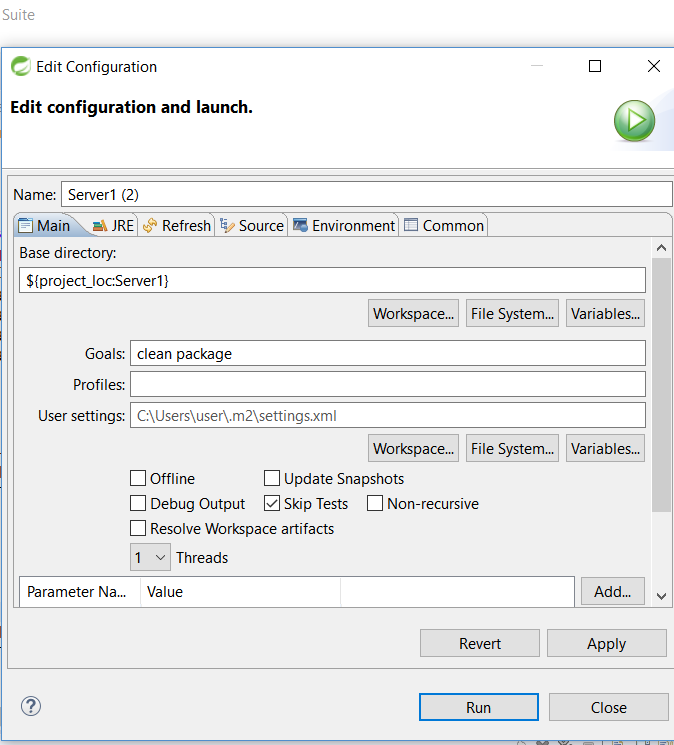 Suite
Edit Configuration
Edit configuration and launch.
Name: Server1 (2)
Main JRE Refresh Source Environment Common
Base directory:
${project_loc:Server1}
Workspace... File System... Variables...
Goals: clean package
Profiles:
User settings: C:\Users\user\.m2\settings.xml
Workspace... File System... Variables...
Offline Update Snapshots
Debug Output Skip Tests Non-recursive
Resolve Workspace artifacts
1 Threads
Parameter Na... Value Add...
Revert Apply
? Run Close